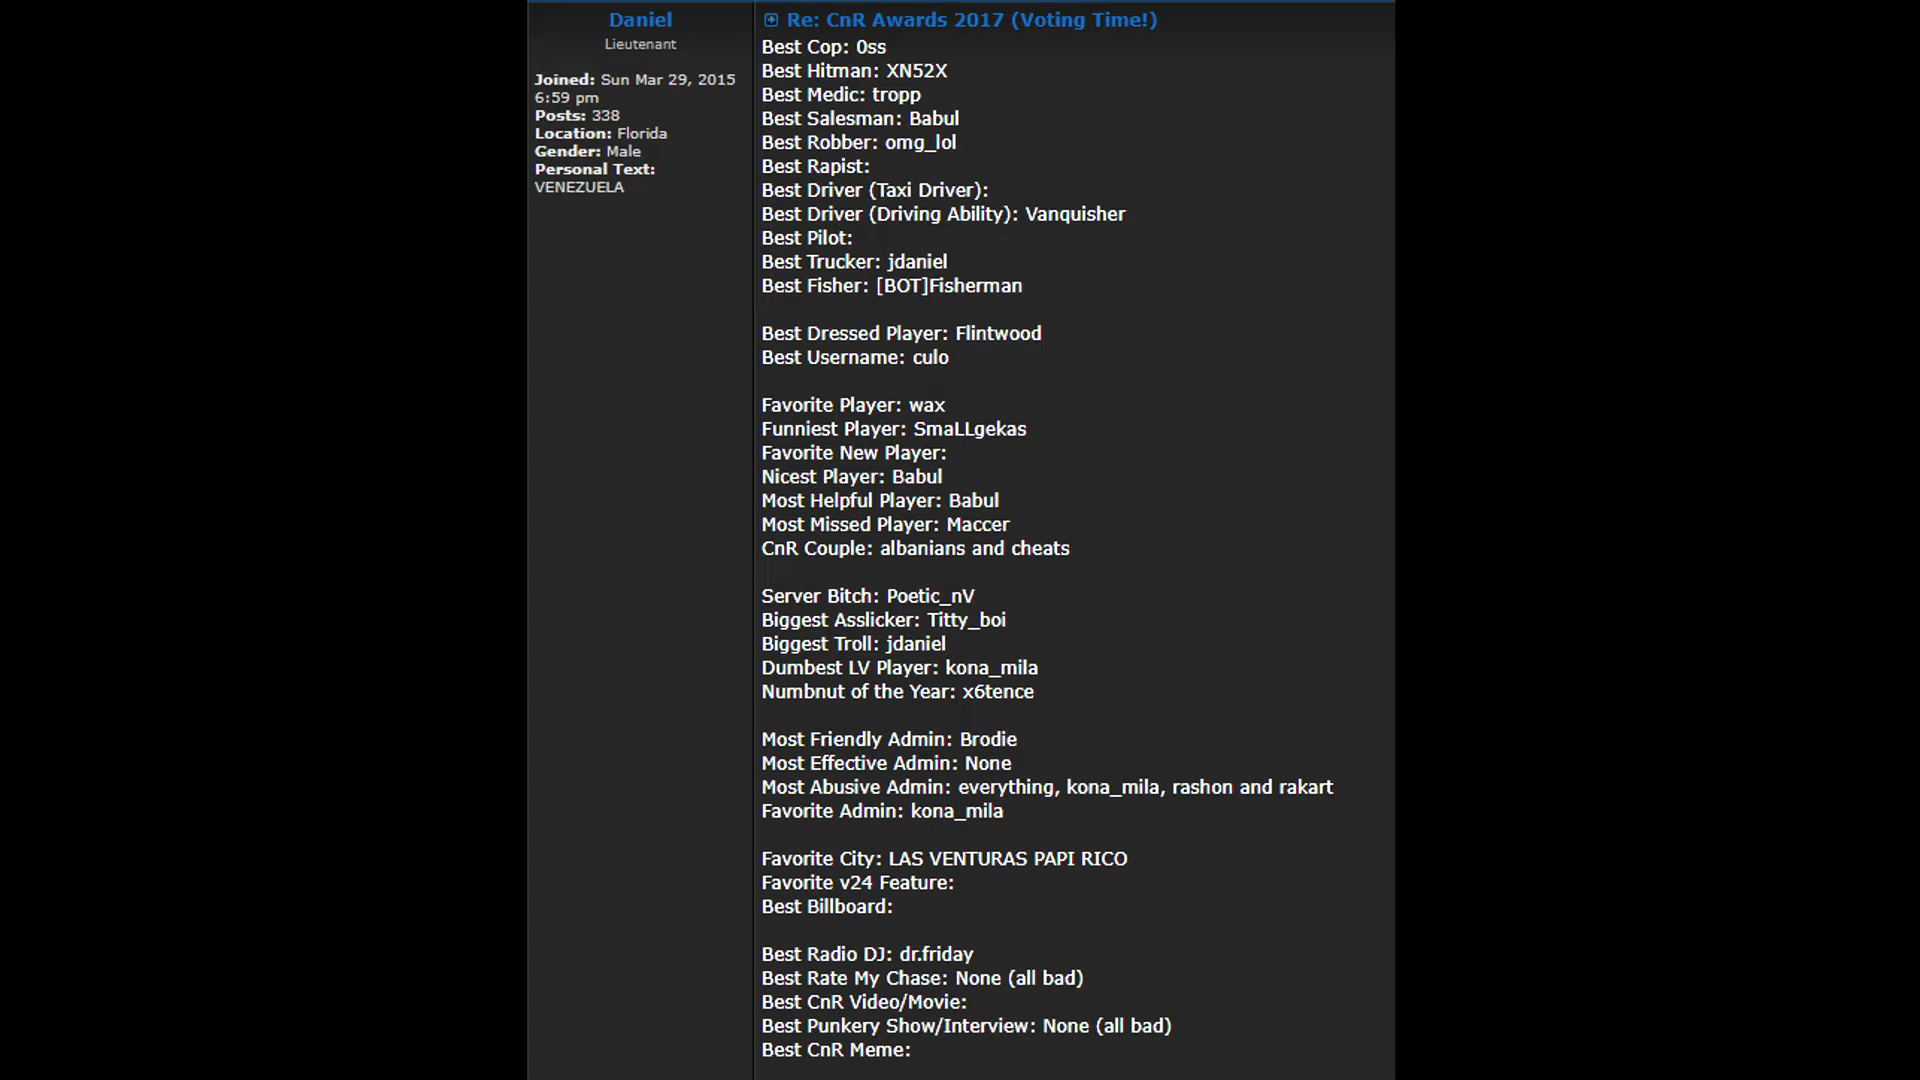 Daniel
Lieutenant
Joined: Sun Mar 29, 2015
6:59 pm
Posts: 338
Location: Florida
Gender: Male
Personal Text:
VENEZUELA
Re: CnR Awards 2017 (Voting Time!)
Best Cop: 0ss
Best Hitman: XN52X
Best Medic: tropp
Best Salesman: Babul
Best Robber: omg_lol
Best Rapist:
Best Driver (Taxi Driver):
Best Driver (Driving Ability): Vanquisher
Best Pilot:
Best Trucker: jdaniel
Best Fisher: [BOT]Fisherman
Best Dressed Player: Flintwood
Best Username: culo
Favorite Player: wax
Funniest Player: SmaLLgekas
Favorite New Player:
Nicest Player: Babul
Most Helpful Player: Babul
Most Missed Player: Maccer
CnR Couple: albanians and cheats
Server Bitch: Poetic_nV
Biggest Asslicker: Titty_boi
Biggest Troll: jdaniel
Dumbest LV Player: kona_mila
Numbnut of the Year: x6tence
Most Friendly Admin: Brodie
Most Effective Admin: None
Most Abusive Admin: everything, kona_mila, rashon and rakart
Favorite Admin: kona_mila
Favorite City: LAS VENTURAS PAPI RICO
Favorite v24 Feature:
Best Billboard:
Best Radio DJ: dr.friday
Best Rate My Chase: None (all bad)
Best CnR Video/Movie:
Best Punkery Show/Interview: None (all bad)
Best CnR Meme: